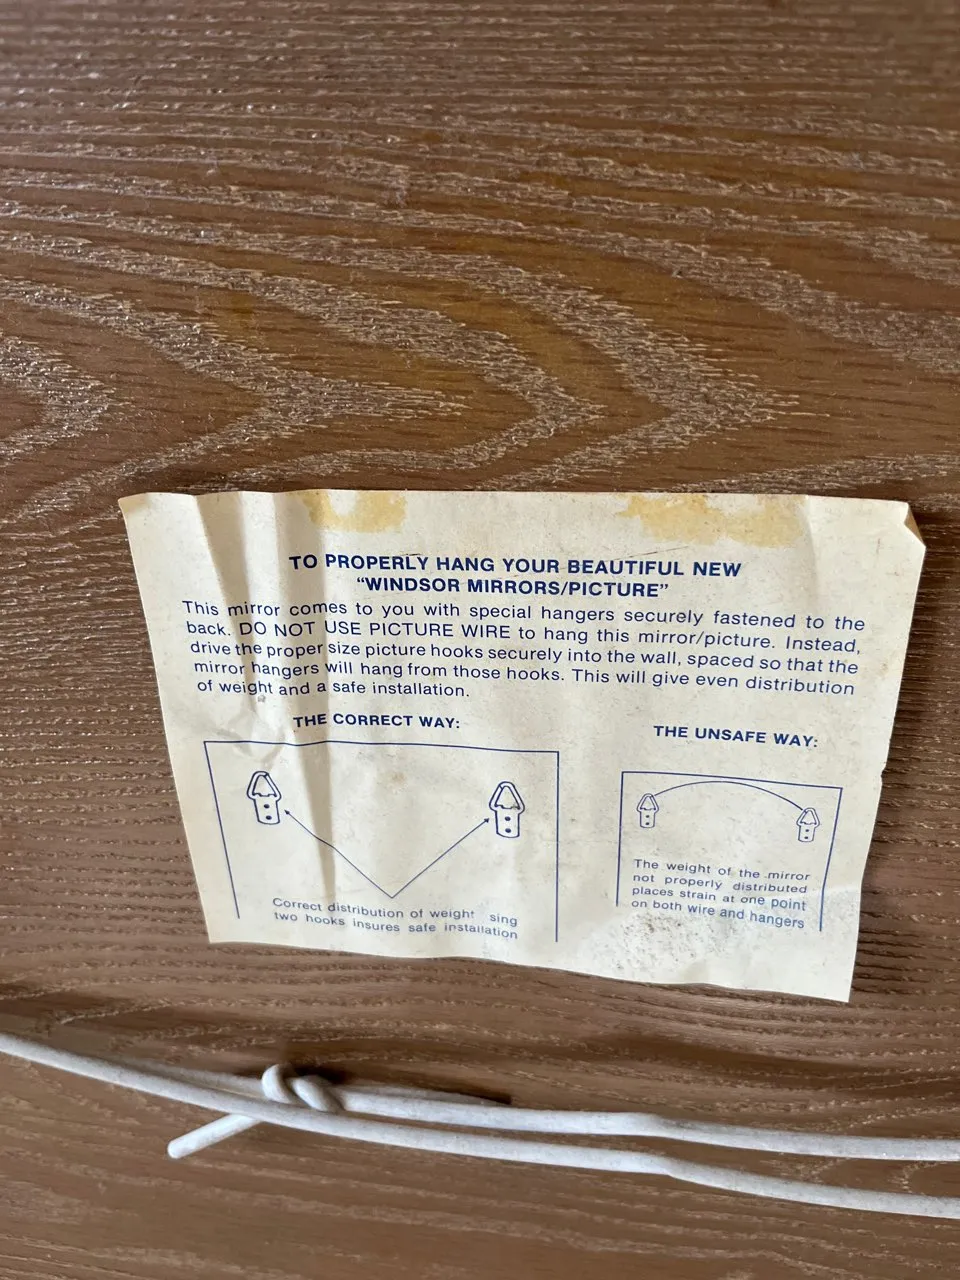 TO PROPERLY HANG YOUR BEAUTIFUL NEW
“WINDSOR MIRRORS/PICTURE”
This mirror comes to you with special hangers securely fastened to the
back. DO NOT USE PICTURE WIRE to hang this mirror/picture. Instead,
drive the proper size picture hooks securely into the wall, spaced so that the
mirror hangers will hang from those hooks. This will give even distribution
of weight and a safe installation.
THE CORRECT WAY:
Correct distribution of weight sing
two hooks insures safe installation
THE UNSAFE WAY:
The weight of the mirror
not properly distributed
places strain at one point
on both wire and hangers